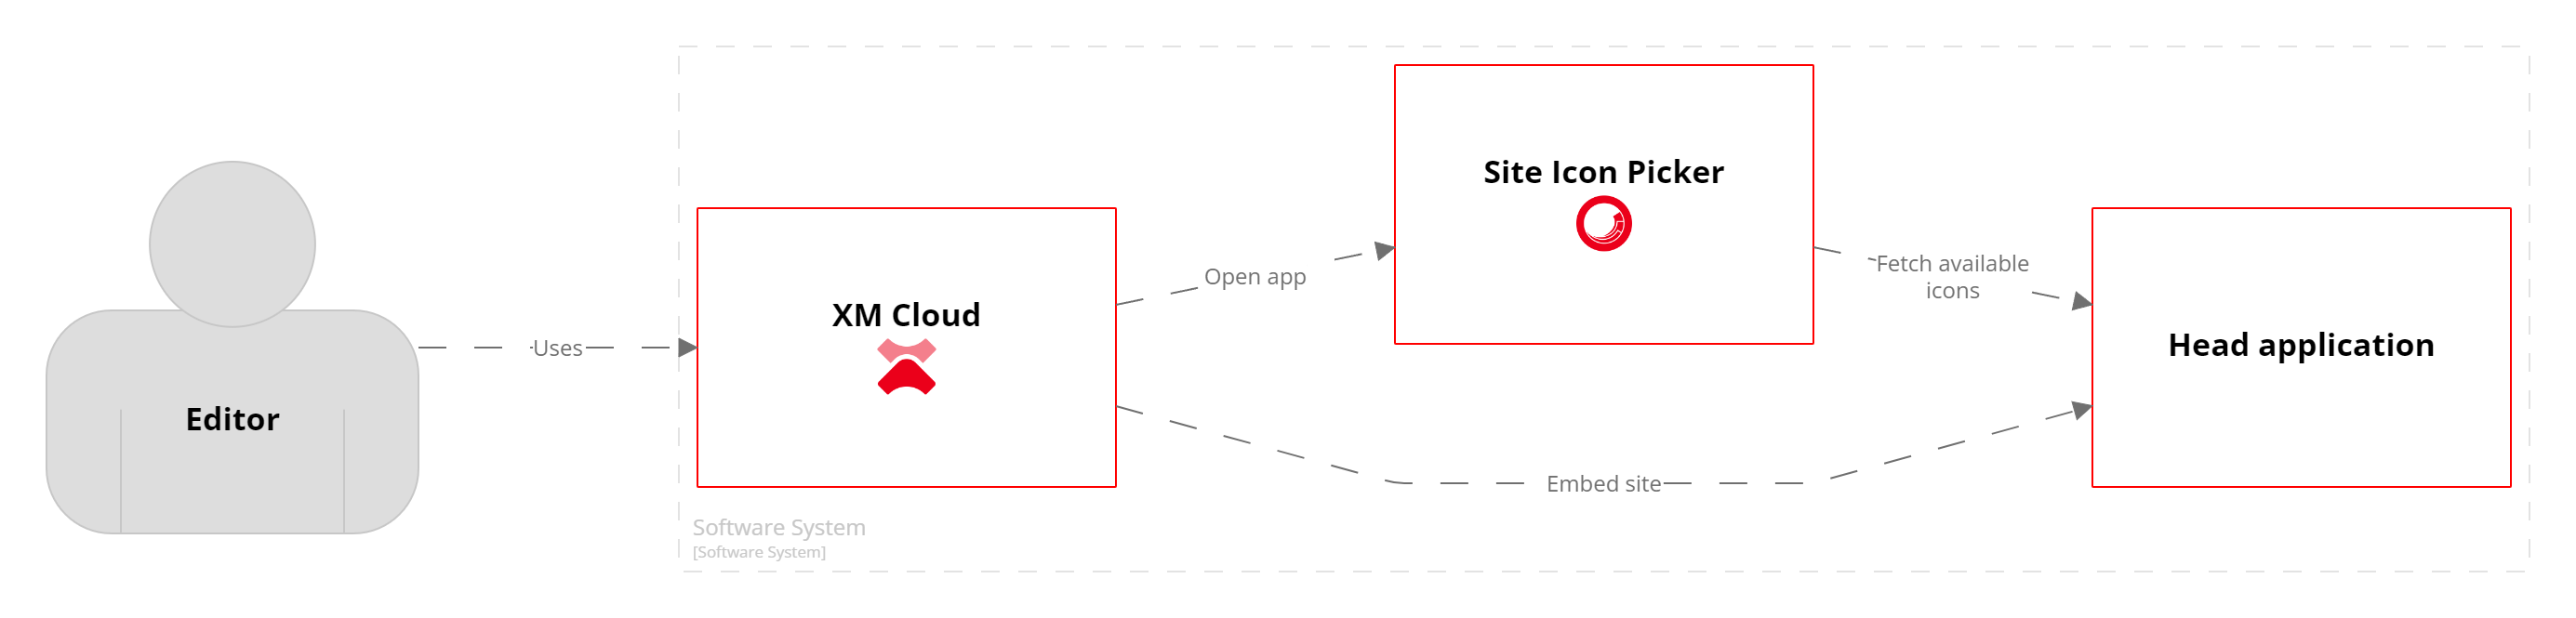 Editor
Uses
XM Cloud
Open app
Site Icon Picker
Fetch available
icons
Head application
Embed site
Software System
[Software System]